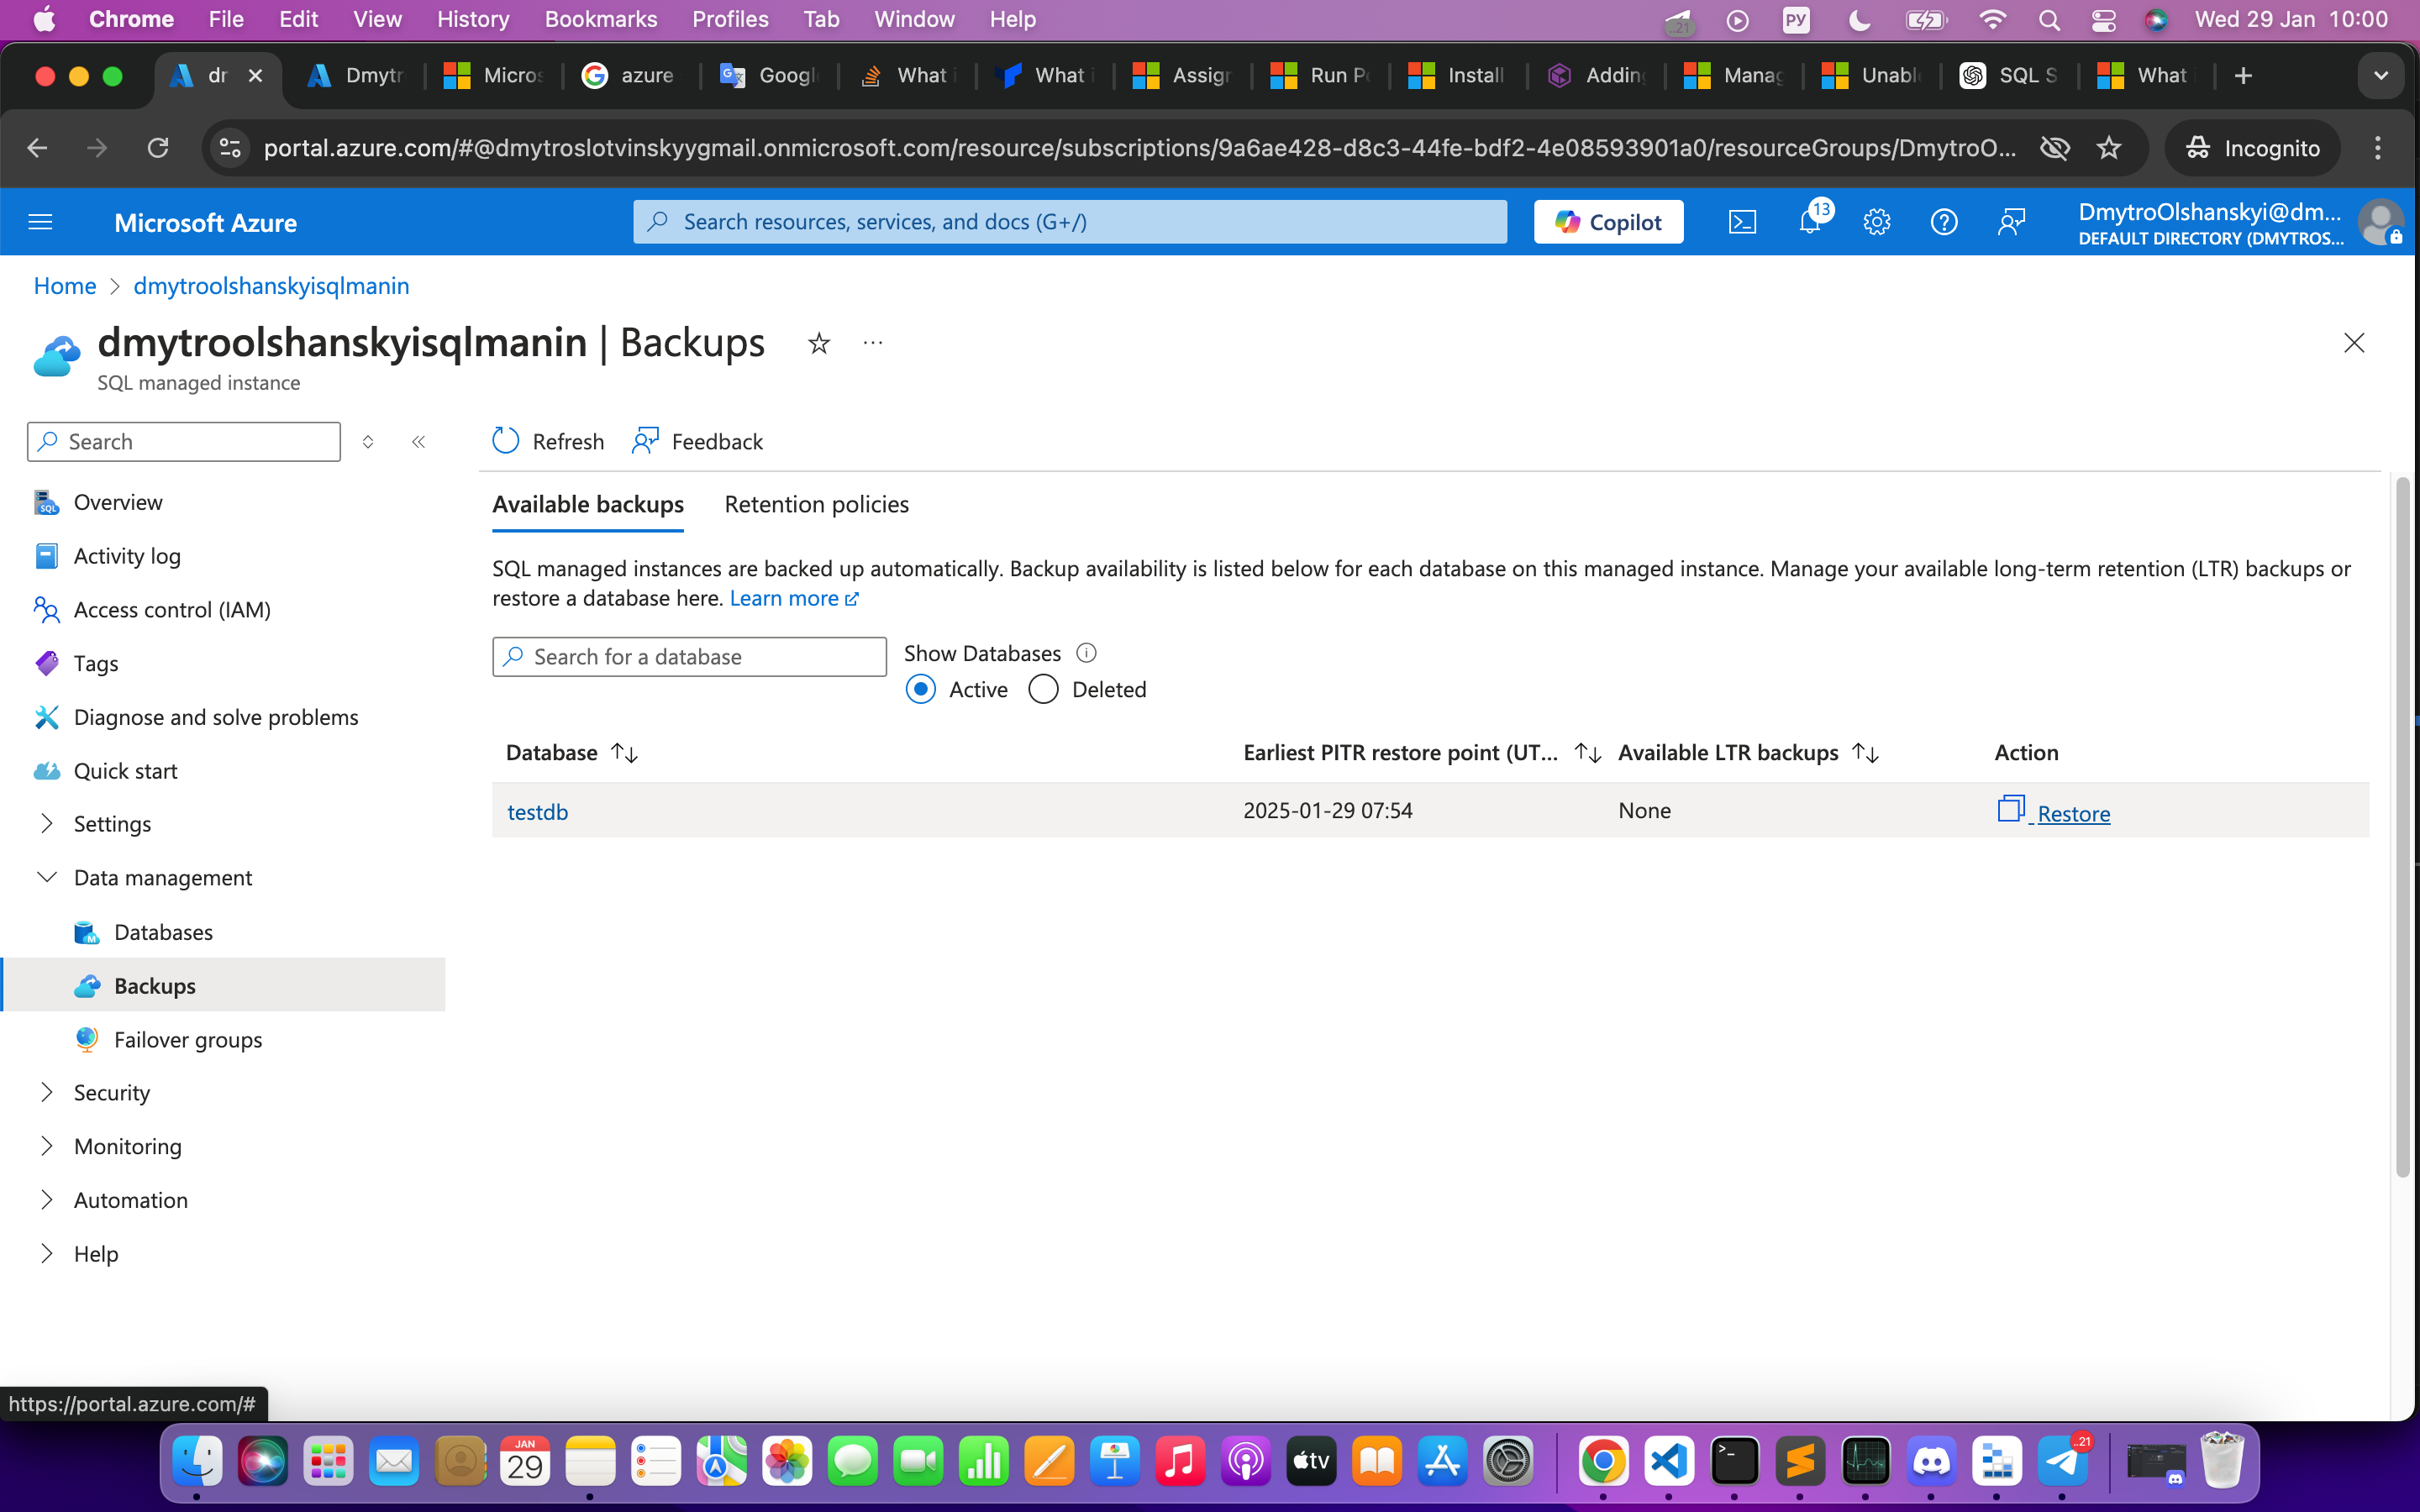 Chrome File Edit View History Bookmarks Profiles Tab Window Help 21 РУ Wed 29 Jan 10:00
dr Dmytr Micros azure Googl What i What i Assign Run Po Install Adding Manag Unable SQL S What
portal.azure.com/#@dmytroslotvinskyygmail.onmicrosoft.com/resource/subscriptions/9a6ae428-d8c3-44fe-bdf2-4e08593901a0/resourceGroups/DmytroO... Incognito
Microsoft Azure Search resources, services, and docs (G+/) Copilot 13 DmytroOlshanskyi@dm...
DEFAULT DIRECTORY (DMYTROS...
Home > dmytroolshanskyisqlmanin
dmytroolshanskyisqlmanin | Backups
SQL managed instance
Search
Refresh Feedback
Overview
Activity log
Access control (IAM)
Tags
Diagnose and solve problems
Quick start
Settings
Data management
Databases
Backups
Failover groups
Security
Monitoring
Automation
Help
Available backups Retention policies
SQL managed instances are backed up automatically. Backup availability is listed below for each database on this managed instance. Manage your available long-term retention (LTR) backups or
restore a database here. Learn more
Search for a database
Show Databases
Active Deleted
Database Earliest PITR restore point (UT... Available LTR backups Action
testdb 2025-01-29 07:54 None Restore
https://portal.azure.com/#
JAN
29
tv
..21